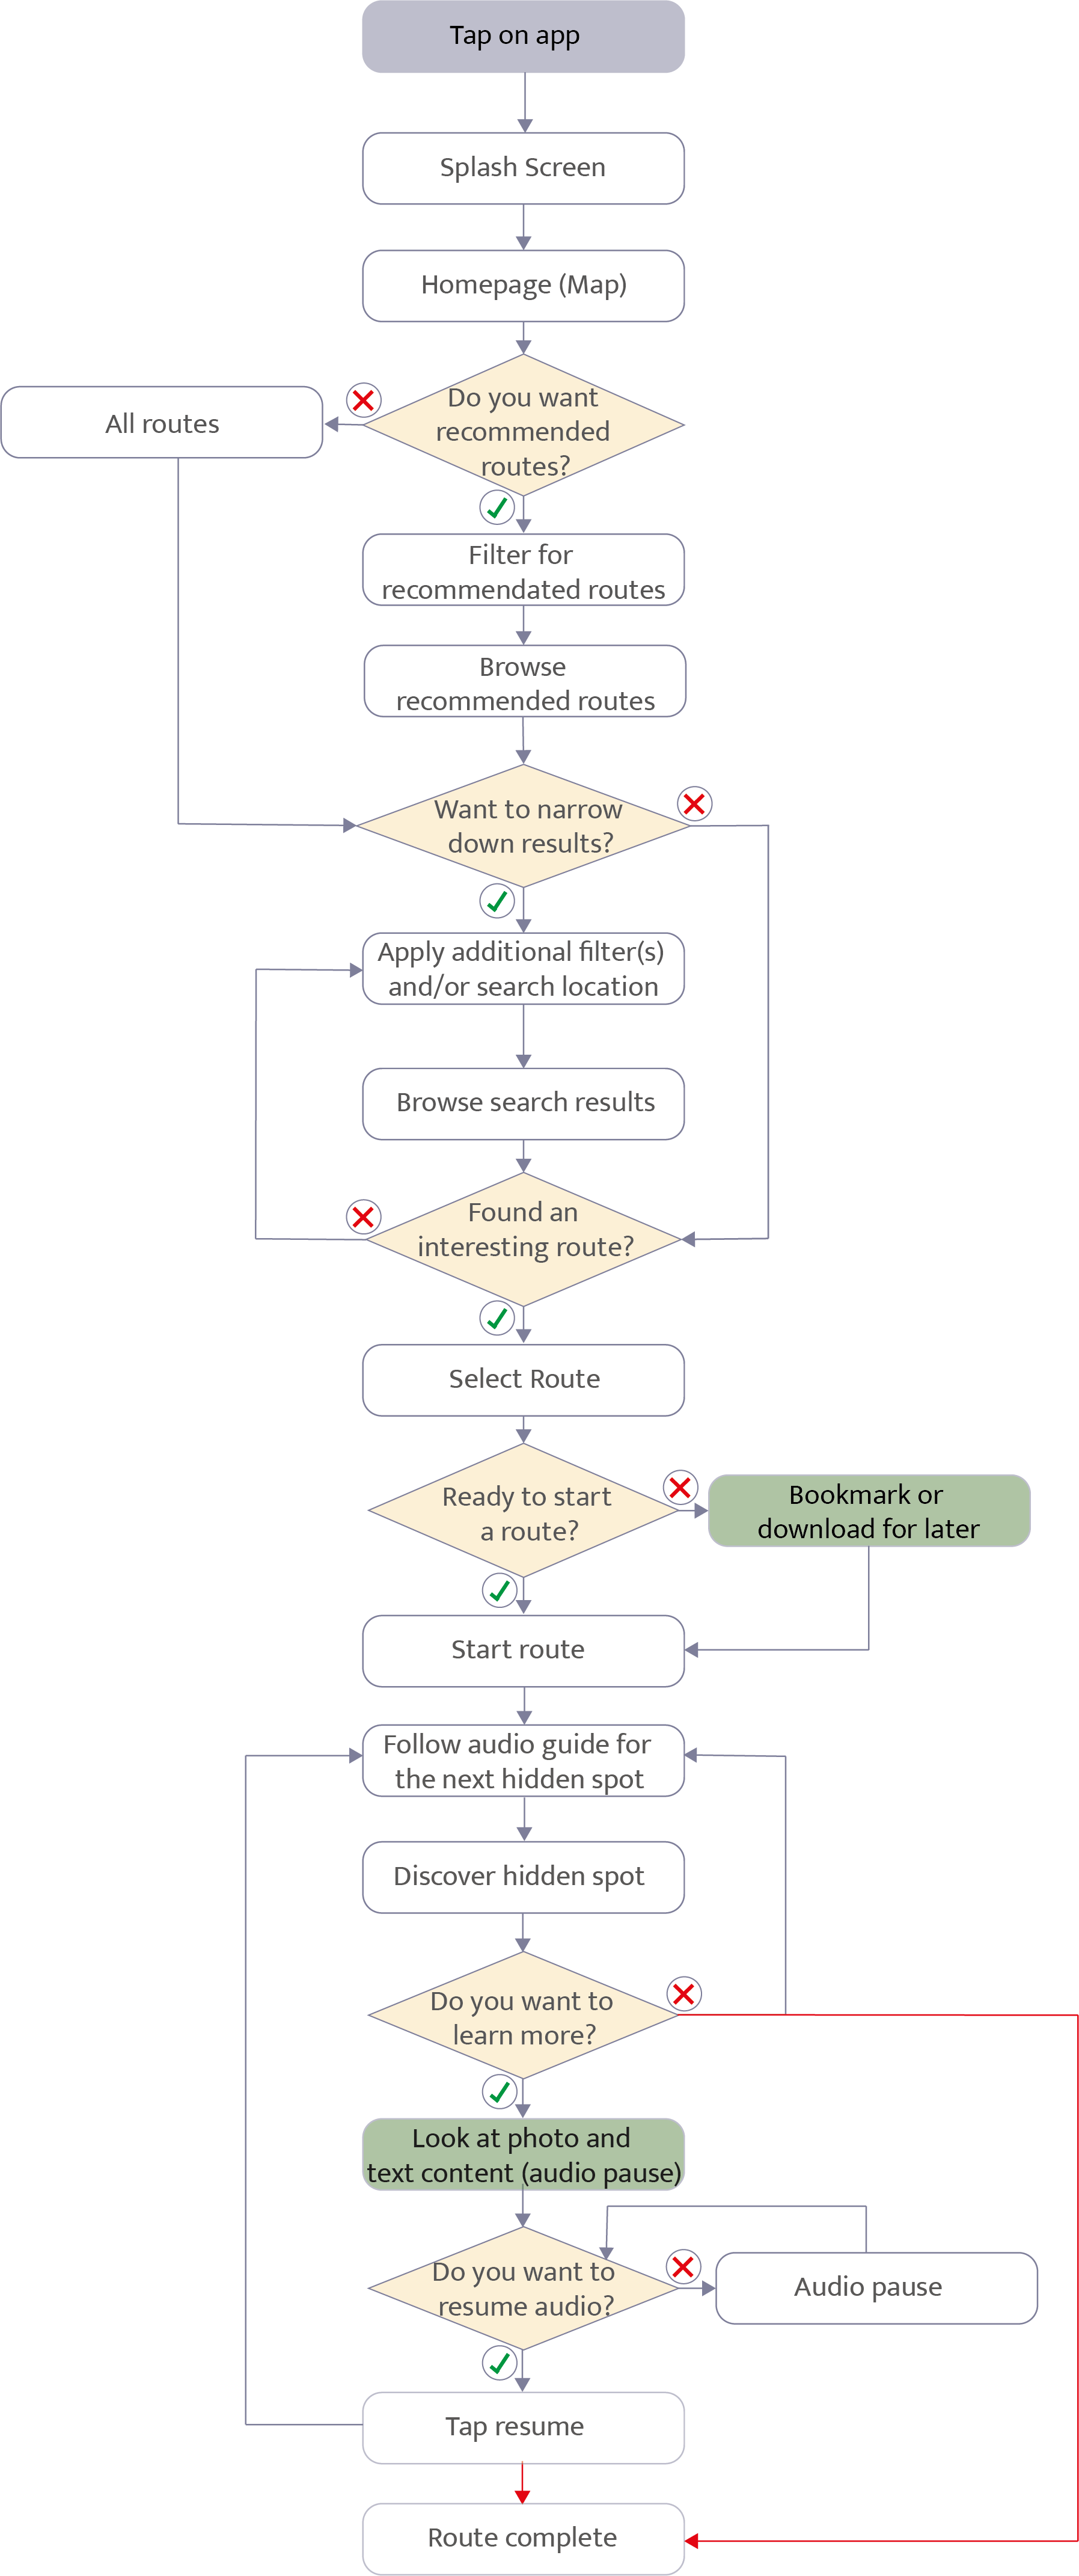 Tap on app
Splash Screen
Homepage (Map)
Do you want
recommended
routes?
All routes
Filter for
recommendated routes
Browse
recommended routes
Want to narrow
down results?
Apply additional filter(s)
and/or search location
Browse search results
Found an
interesting route?
Select Route
Ready to start
a route?
Bookmark or
download for later
Start route
Follow audio guide for
the next hidden spot
Discover hidden spot
Do you want to
learn more?
Look at photo and
text content (audio pause)
Do you want to
resume audio?
Audio pause
Tap resume
Route complete